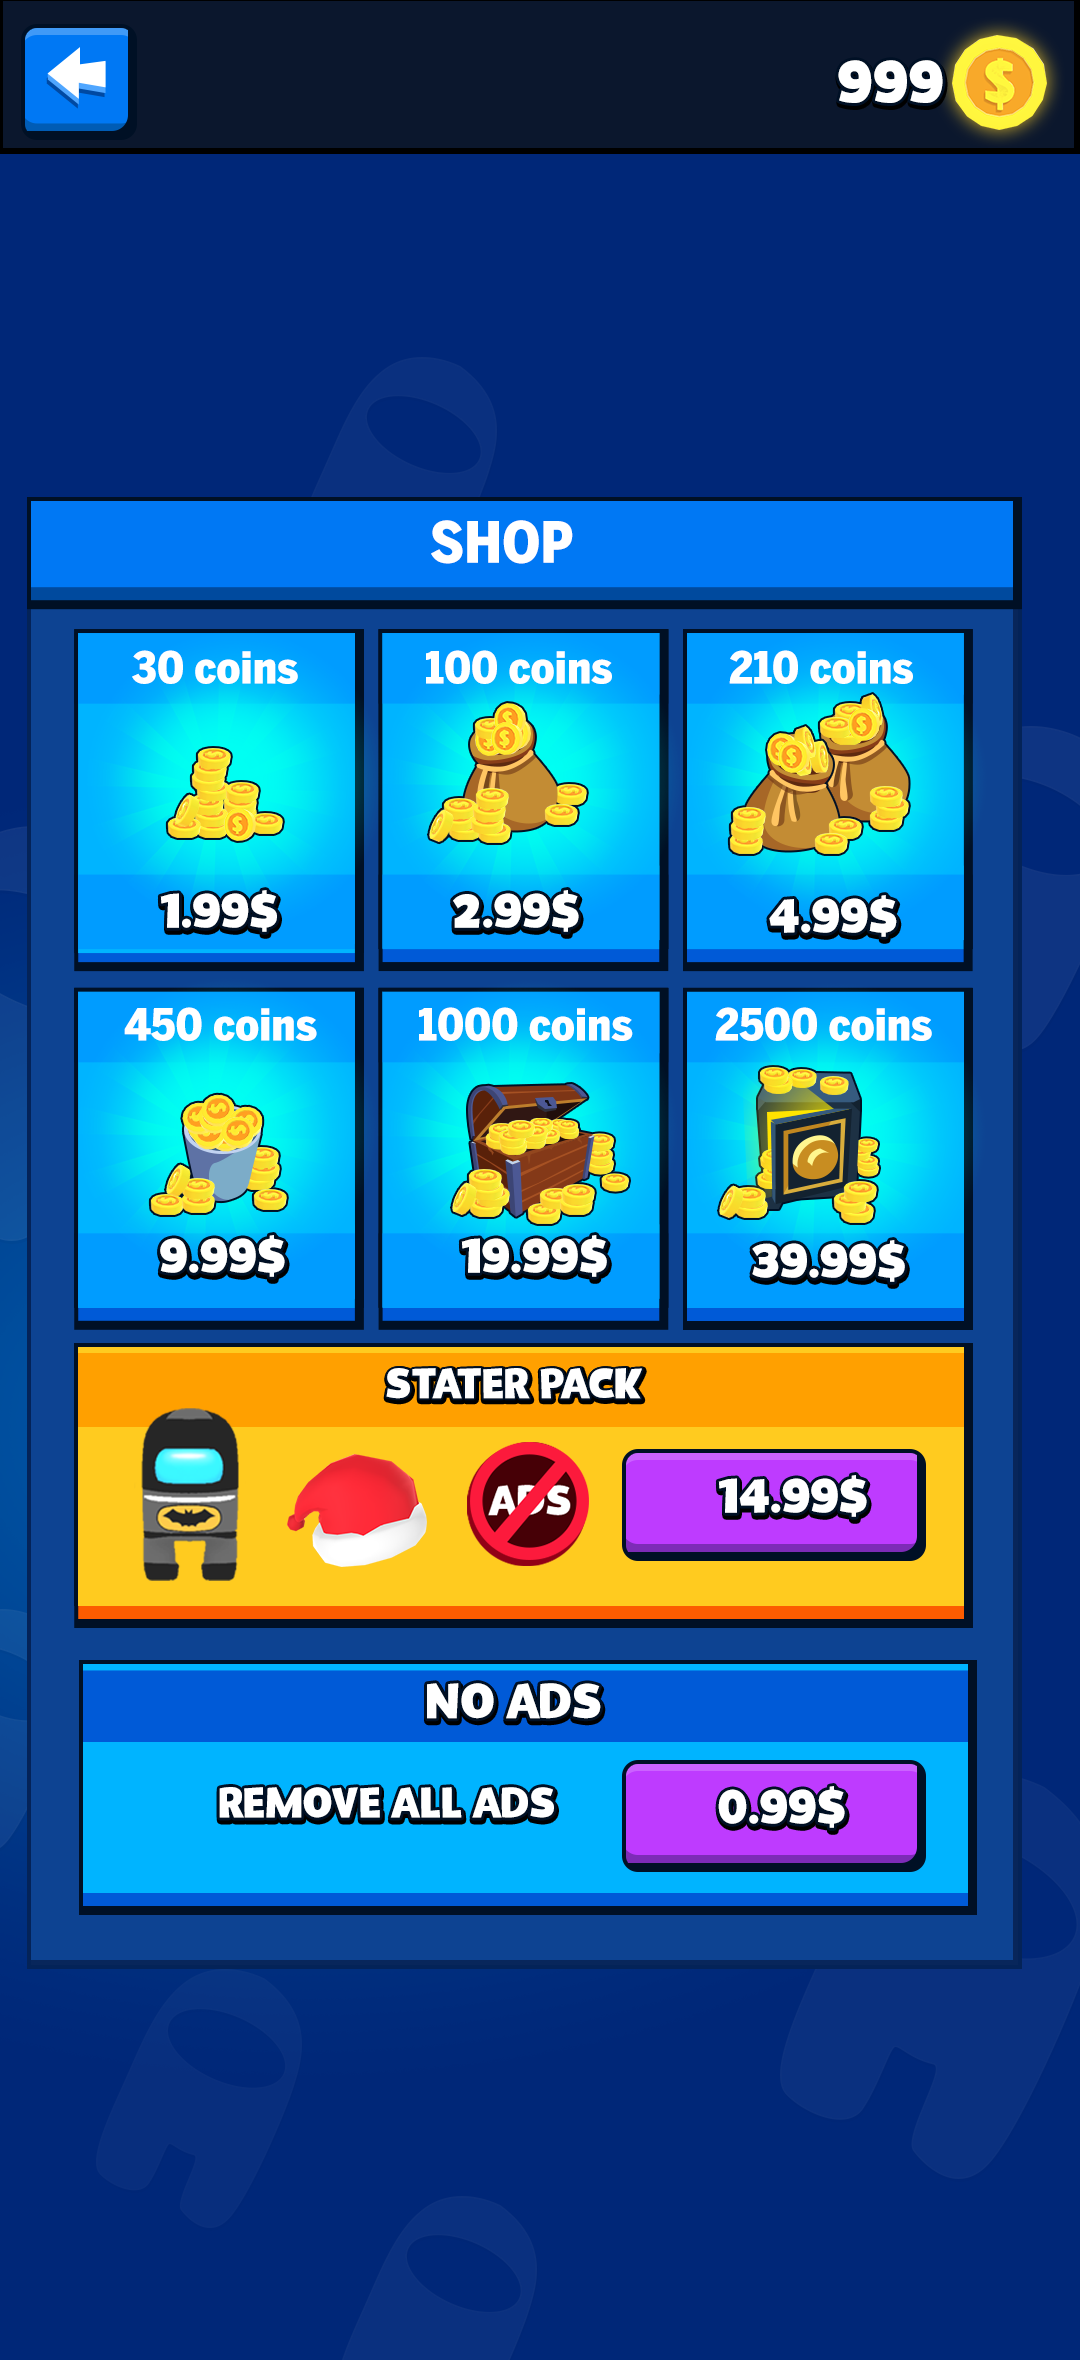 999
SHOP
30 coins
100 coins
210 coins
1.99$
2.99$
4.99$
450 coins
1000 coins
2500 coins
9.99$
19.99$
39.99$
STATER PACK
ADS
14.99$
NO ADS
REMOVE ALL ADS
0.99$